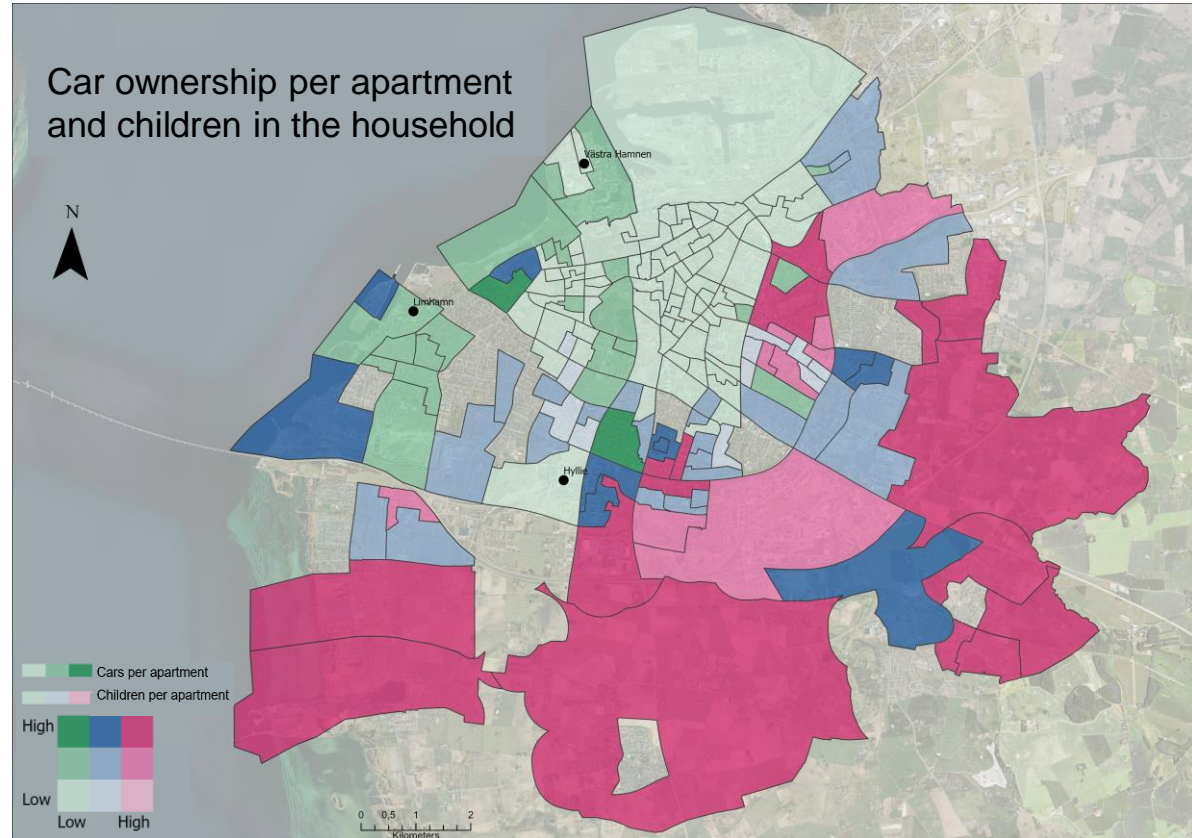 Car ownership per apartment
and children in the household
N
Västra Hamnen
Limhamn
Hyllie
Cars per apartment
Children per apartment
High
Low
Low High
0 0,5 1 2
Kilometers